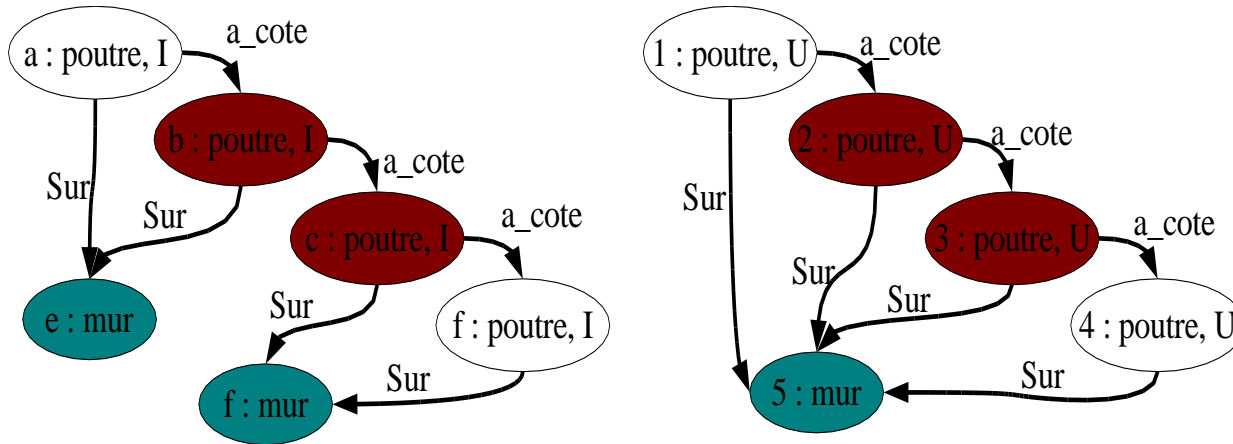 a : poutre, I
a_cote
b : poutre, I
a_cote
Sur
Sur
c : poutre, I
a_cote
Sur
e : mur
f : poutre, I
Sur
f : mur
1 : poutre, U
a_cote
2 : poutre, U
a_cote
Sur
3 : poutre, U
a_cote
Sur
Sur
4 : poutre, U
Sur
5 : mur